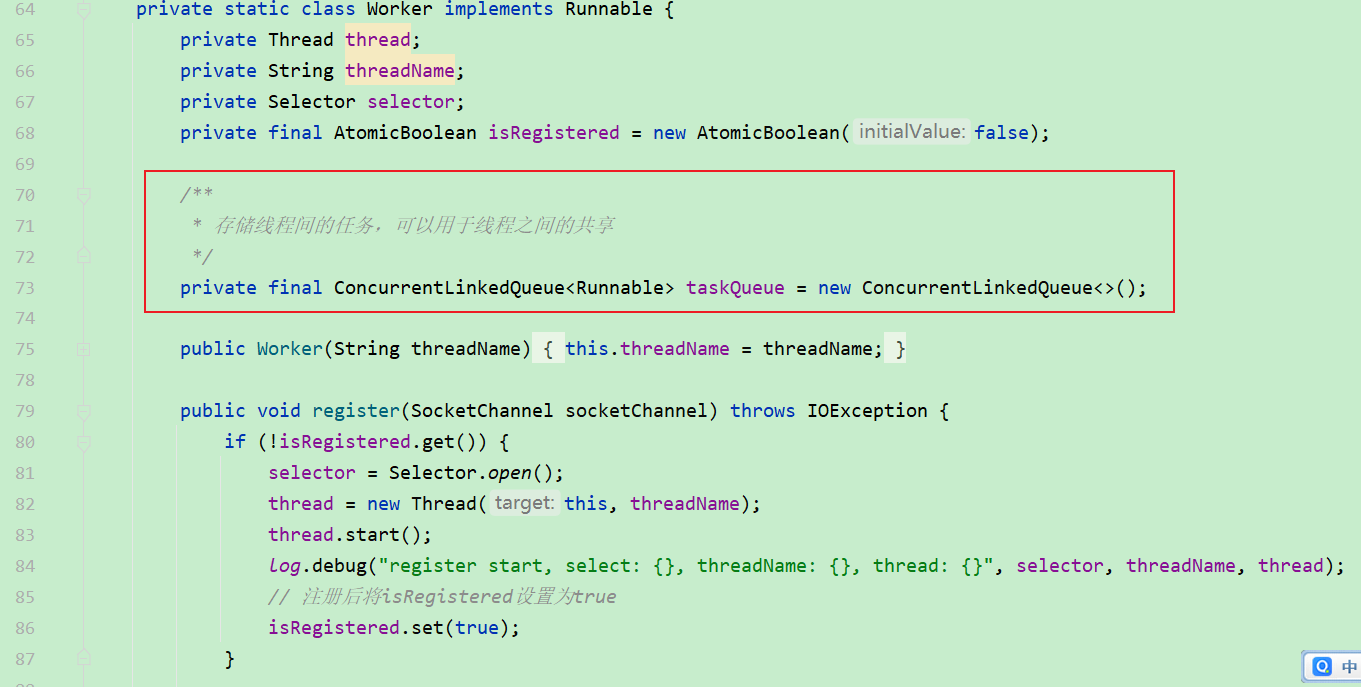 64 private static class Worker implements Runnable {
65 private Thread thread;
66 private String threadName;
67 private Selector selector;
68 private final AtomicBoolean isRegistered = new AtomicBoolean( initialValue: false);
69
70 /**
71 * 存储线程间的任务，可以用于线程之间的共享
72 */
73 private final ConcurrentLinkedQueue<Runnable> taskQueue = new ConcurrentLinkedQueue<>();
74
75 public Worker(String threadName) { this.threadName = threadName; }
78
79 public void register(SocketChannel socketChannel) throws IOException {
80 if (!isRegistered.get()) {
81 selector = Selector.open();
82 thread = new Thread( target: this, threadName);
83 thread.start();
84 log.debug("register start, select: {}, threadName: {}, thread: {}", selector, threadName, thread);
85 // 注册后将isRegistered设置为true
86 isRegistered.set(true);
87 }
中